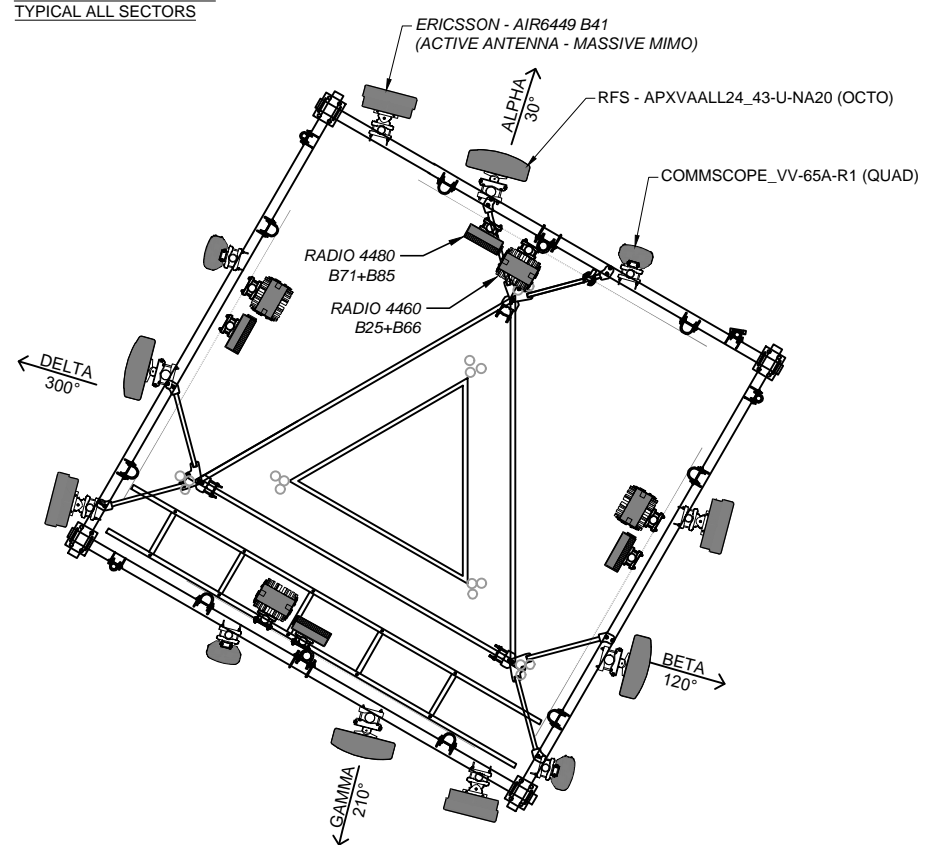 TYPICAL ALL SECTORS
ERICSSON - AIR6449 B41
(ACTIVE ANTENNA - MASSIVE MIMO)
ALPHA
30°
RFS - APXVAALL24_43-U-NA20 (OCTO)
COMMSCOPE_VV-65A-R1 (QUAD)
RADIO 4480
B71+B85
RADIO 4460
B25+B66
DELTA
300°
BETA
120°
GAMMA
210°